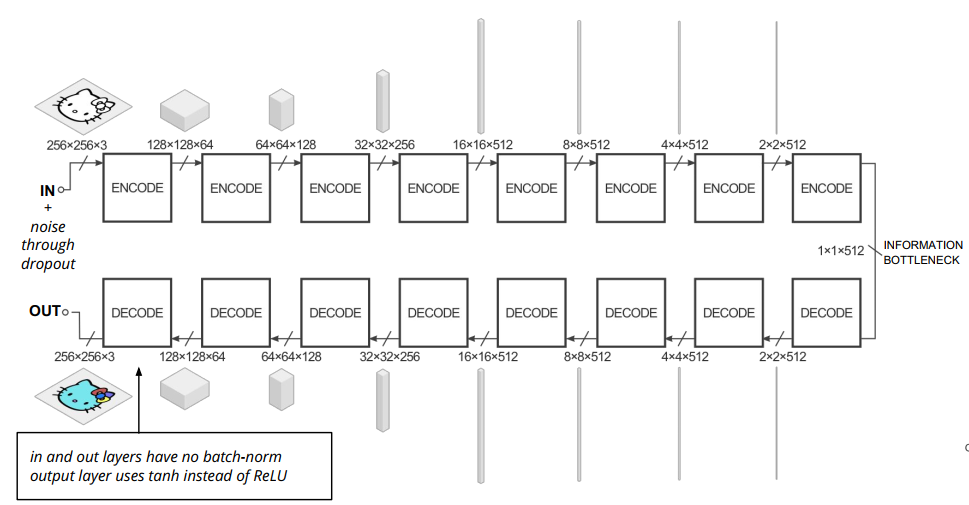 256×256×3
128×128×64
64×64×128
32×32×256
16×16×512
8×8×512
4×4×512
2×2×512
IN
+
noise
through
dropout
ENCODE
ENCODE
ENCODE
ENCODE
ENCODE
ENCODE
ENCODE
ENCODE
1×1×512
INFORMATION
BOTTLENECK
OUT
DECODE
DECODE
DECODE
DECODE
DECODE
DECODE
DECODE
DECODE
256×256×3
128×128×64
64×64×128
32×32×256
16×16×512
8×8×512
4×4×512
2×2×512
in and out layers have no batch-norm
output layer uses tanh instead of ReLU